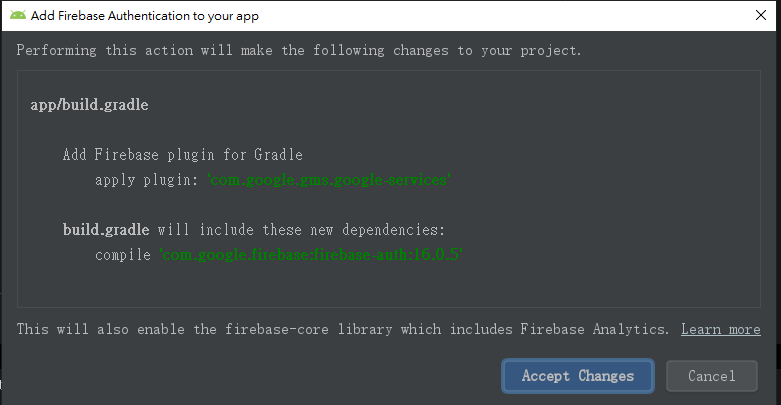 Add Firebase Authentication to your app
Performing this action will make the following changes to your project.
app/build.gradle
Add Firebase plugin for Gradle
apply plugin: 'com.google.gms.google-services'
build.gradle will include these new dependencies:
compile 'com.google.firebase:firebase-auth:16.0.5'
This will also enable the firebase-core library which includes Firebase Analytics. Learn more
Accept Changes Cancel